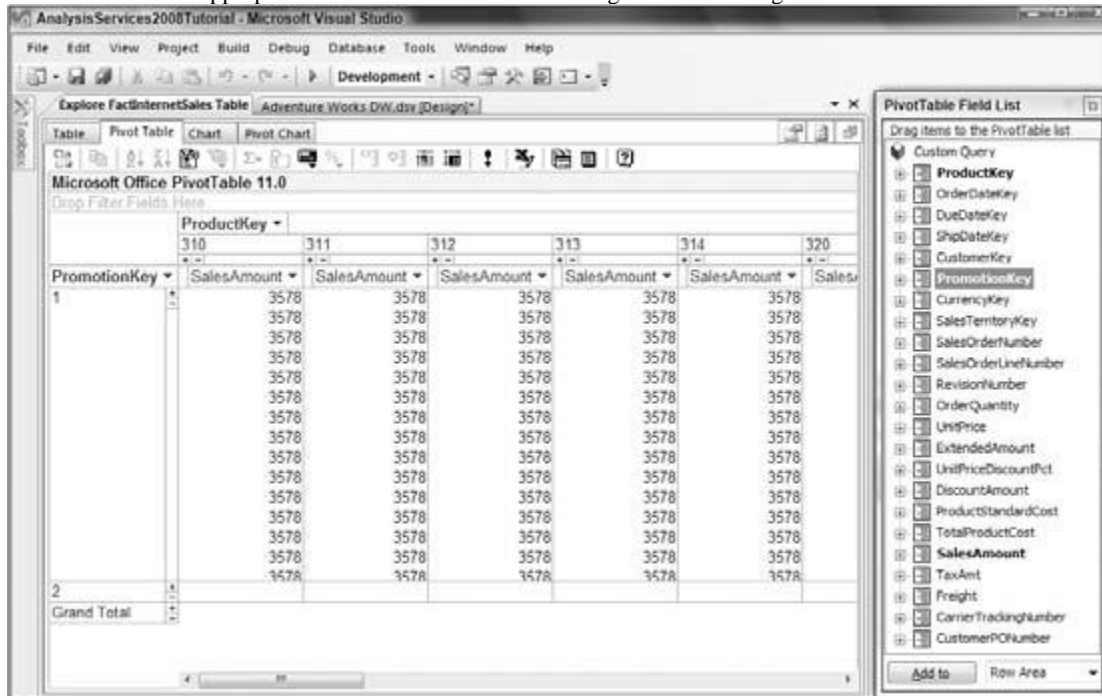 AnalysisServices2008Tutorial - Microsoft Visual Studio
File Edit View Project Build Debug Database Tools Window Help
Development
Toolbox
Explore FactInternetSales Table Adventure Works DW.dsv [Design]*
Table Pivot Table Chart Pivot Chart
Microsoft Office PivotTable 11.0
Drop Filter Fields Here
ProductKey
310 311 312 313 314 320
PromotionKey SalesAmount SalesAmount SalesAmount SalesAmount SalesAmount
1 3578 3578 3578 3578 3578
3578 3578 3578 3578 3578
3578 3578 3578 3578 3578
3578 3578 3578 3578 3578
3578 3578 3578 3578 3578
3578 3578 3578 3578 3578
3578 3578 3578 3578 3578
3578 3578 3578 3578 3578
3578 3578 3578 3578 3578
3578 3578 3578 3578 3578
3578 3578 3578 3578 3578
3578 3578 3578 3578 3578
3578 3578 3578 3578 3578
3578 3578 3578 3578 3578
3578 3578 3578 3578 3578
2
Grand Total
PivotTable Field List
Drag items to the PivotTable list
Custom Query
ProductKey
OrderDateKey
DueDateKey
ShipDateKey
CustomerKey
PromotionKey
CurrencyKey
SalesTerritoryKey
SalesOrderNumber
SalesOrderLineNumber
RevisionNumber
OrderQuantity
UnitPrice
ExtendedAmount
UnitPriceDiscountPct
DiscountAmount
ProductStandardCost
TotalProductCost
SalesAmount
TaxAmt
Freight
CarrierTrackingNumber
CustomerPONumber
Add to Row Area